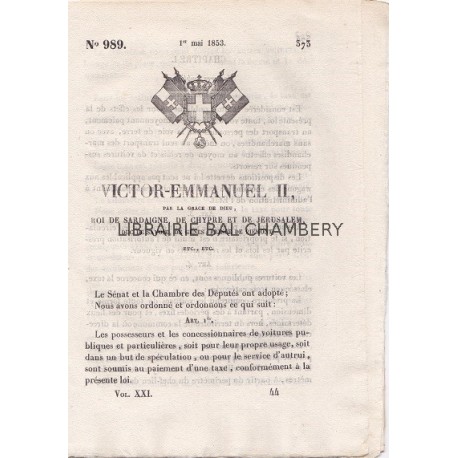 Nº 989. 1er mai 1853. 373
VICTOR-EMMANUEL II,
PAR LA GRACE DE DIEU,
ROI DE SARDAIGNE, DE CHYPRE ET DE JÉRUSALEM,
LIBRAIRIE BAL CHAMBERY
ETC., ETC.
Le Sénat et la Chambre des Députés ont adopté;
Nous avons ordonné et ordonnons ce qui suit:
ART. 1er.
Les possesseurs et les concessionnaires de voitures pu-
bliques et particulières, soit pour leur propre usage, soit
dans un but de spéculation, ou pour le service d'autrui,
sont soumis au paiement d'une taxe, conformément à
la présente loi.
VOL. XXI. 44